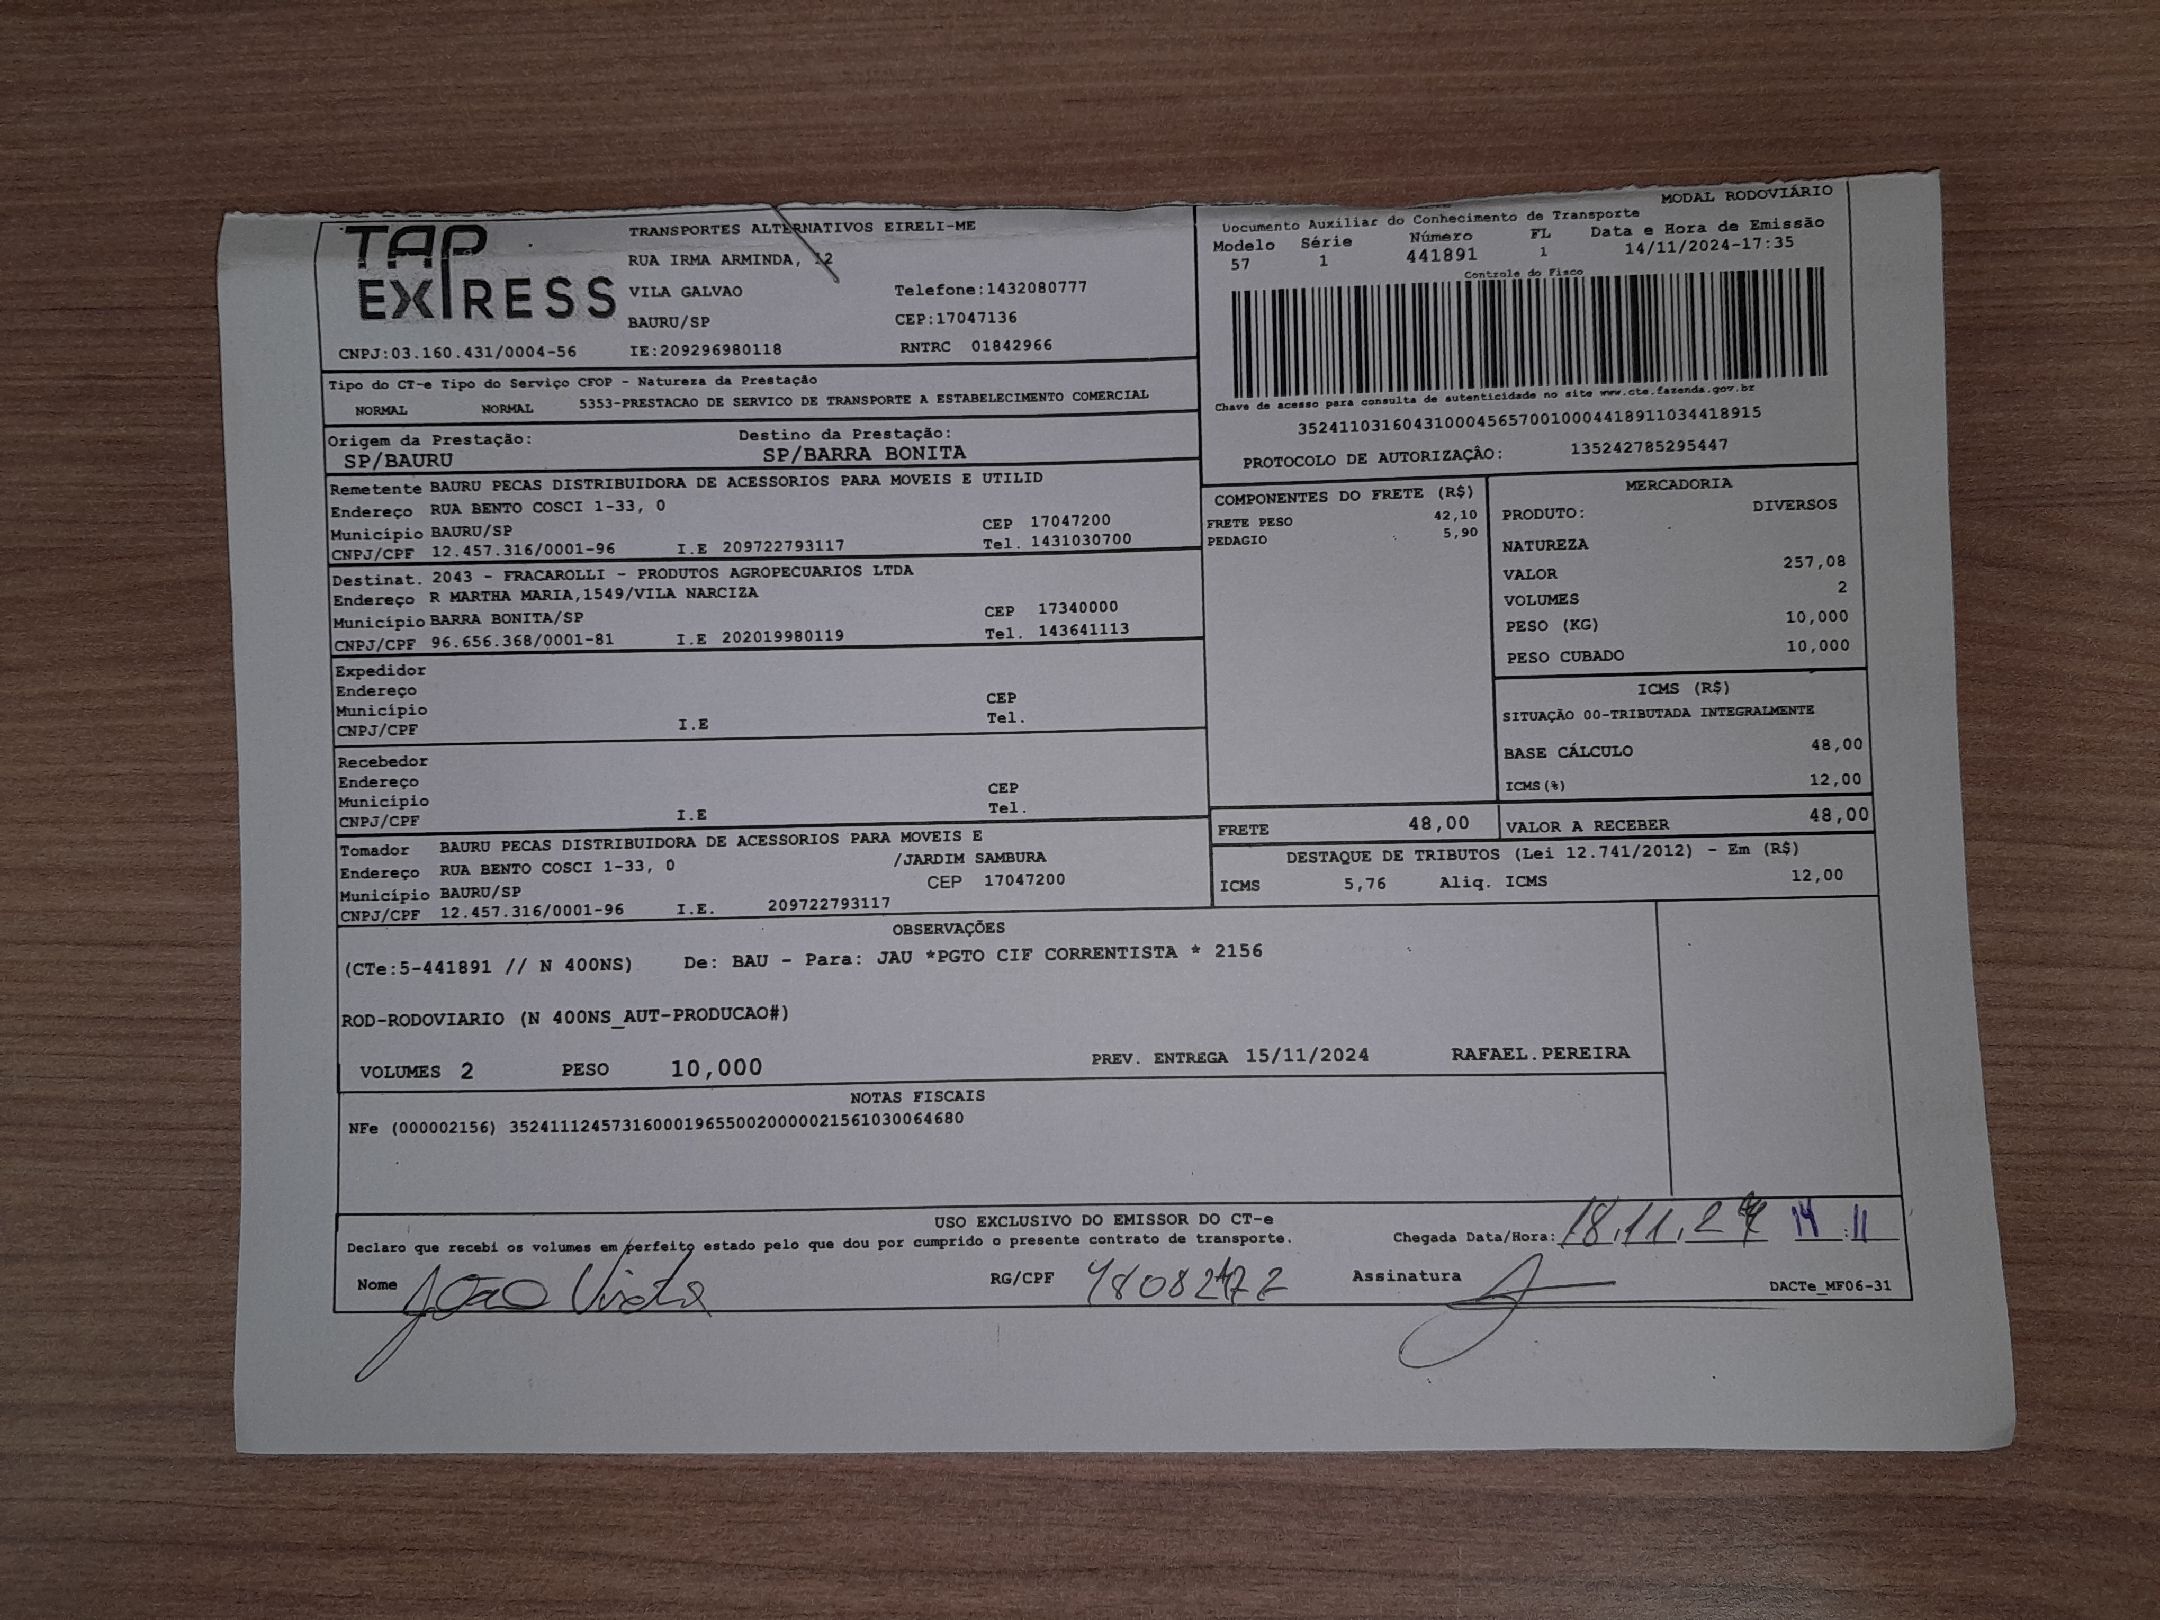 MODAL RODOVIÁRIO
TAP EXPRESS
TRANSPORTES ALTERNATIVOS EIRELI-ME
RUA IRMA ARMINDA, 12
VILA GALVAO Telefone:1432080777
BAURU/SP CEP:17047136
CNPJ:03.160.431/0004-56 IE:209296980118 RNTRC 01842966
Documento Auxiliar do Conhecimento de Transporte
Modelo Série Número FL Data e Hora de Emissão
57 1 441891 1 14/11/2024-17:35
Controle do Fisco
Chave de acesso para consulta de autenticidade no site www.cte.fazenda.gov.br
35241103160431000456570010004418911034418915
PROTOCOLO DE AUTORIZAÇÃO: 135242785295447
Tipo do CT-e Tipo do Serviço CFOP - Natureza da Prestação
NORMAL NORMAL 5353-PRESTACAO DE SERVICO DE TRANSPORTE A ESTABELECIMENTO COMERCIAL
Origem da Prestação: Destino da Prestação:
SP/BAURU SP/BARRA BONITA
Remetente BAURU PECAS DISTRIBUIDORA DE ACESSORIOS PARA MOVEIS E UTILID
Endereço RUA BENTO COSCI 1-33, 0
Município BAURU/SP CEP 17047200
CNPJ/CPF 12.457.316/0001-96 I.E 209722793117 Tel. 1431030700
Destinat. 2043 - FRACAROLLI - PRODUTOS AGROPECUARIOS LTDA
Endereço R MARTHA MARIA,1549/VILA NARCIZA
Município BARRA BONITA/SP CEP 17340000
CNPJ/CPF 96.656.368/0001-81 I.E 202019980119 Tel. 143641113
Expedidor
Endereço
Município CEP
CNPJ/CPF I.E Tel.
Recebedor
Endereço
Município CEP
CNPJ/CPF I.E Tel.
Tomador BAURU PECAS DISTRIBUIDORA DE ACESSORIOS PARA MOVEIS E
Endereço RUA BENTO COSCI 1-33, 0 /JARDIM SAMBURA
Município BAURU/SP CEP 17047200
CNPJ/CPF 12.457.316/0001-96 I.E. 209722793117
COMPONENTES DO FRETE (R$)
FRETE PESO 42,10
PEDAGIO 5,90
MERCADORIA
PRODUTO: DIVERSOS
NATUREZA
VALOR 257,08
VOLUMES 2
PESO (KG) 10,000
PESO CUBADO 10,000
ICMS (R$)
SITUAÇÃO 00-TRIBUTADA INTEGRALMENTE
BASE CÁLCULO 48,00
ICMS(%) 12,00
FRETE 48,00 VALOR A RECEBER 48,00
DESTAQUE DE TRIBUTOS (Lei 12.741/2012) - Em (R$)
ICMS 5,76 Aliq. ICMS 12,00
OBSERVAÇÕES
(CTe:5-441891 // N 400NS) De: BAU - Para: JAU *PGTO CIF CORRENTISTA * 2156
ROD-RODOVIARIO (N 400NS_AUT-PRODUCAO#)
VOLUMES 2 PESO 10,000 PREV. ENTREGA 15/11/2024 RAFAEL.PEREIRA
NOTAS FISCAIS
NFe (000002156) 35241112457316000196550020000021561030064680
USO EXCLUSIVO DO EMISSOR DO CT-e
Declaro que recebi os volumes em perfeito estado pelo que dou por cumprido o presente contrato de transporte. Chegada Data/Hora: 18.11.24 14:11
Nome João RG/CPF Assinatura
DACTe_MF06-31